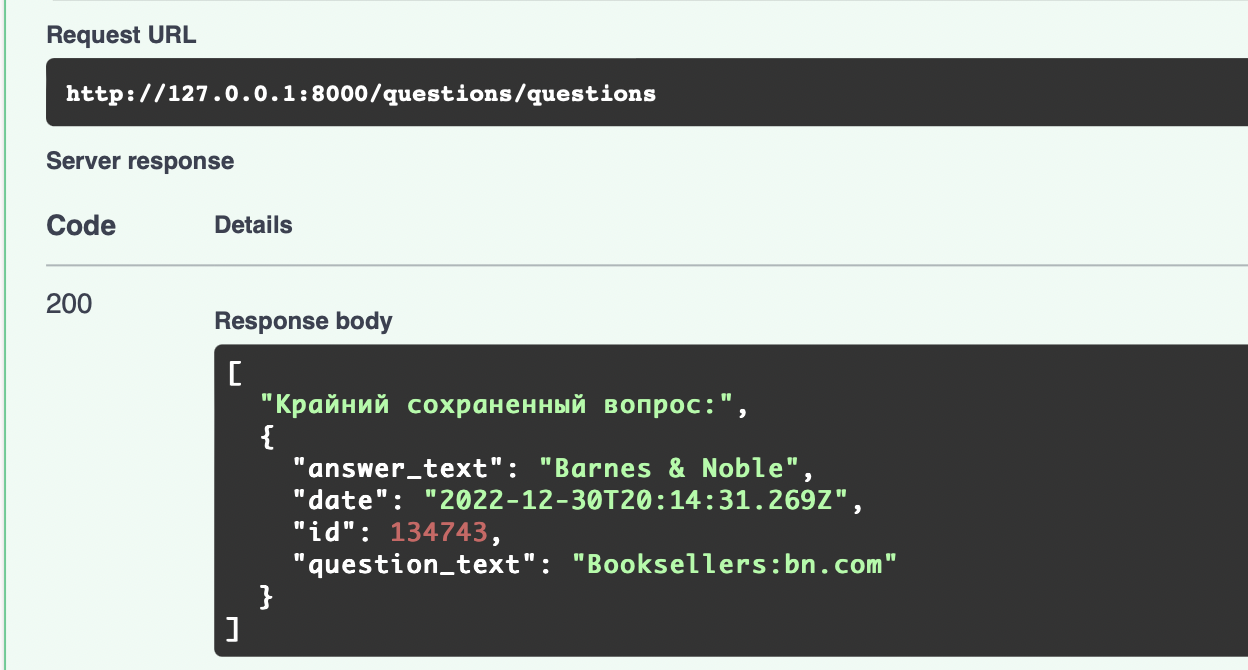 Request URL
http://127.0.0.1:8000/questions/questions
Server response
Code Details
200
Response body
[
"Крайний сохраненный вопрос:",
{
"answer_text": "Barnes & Noble",
"date": "2022-12-30T20:14:31.269Z",
"id": 134743,
"question_text": "Booksellers:bn.com"
}
]